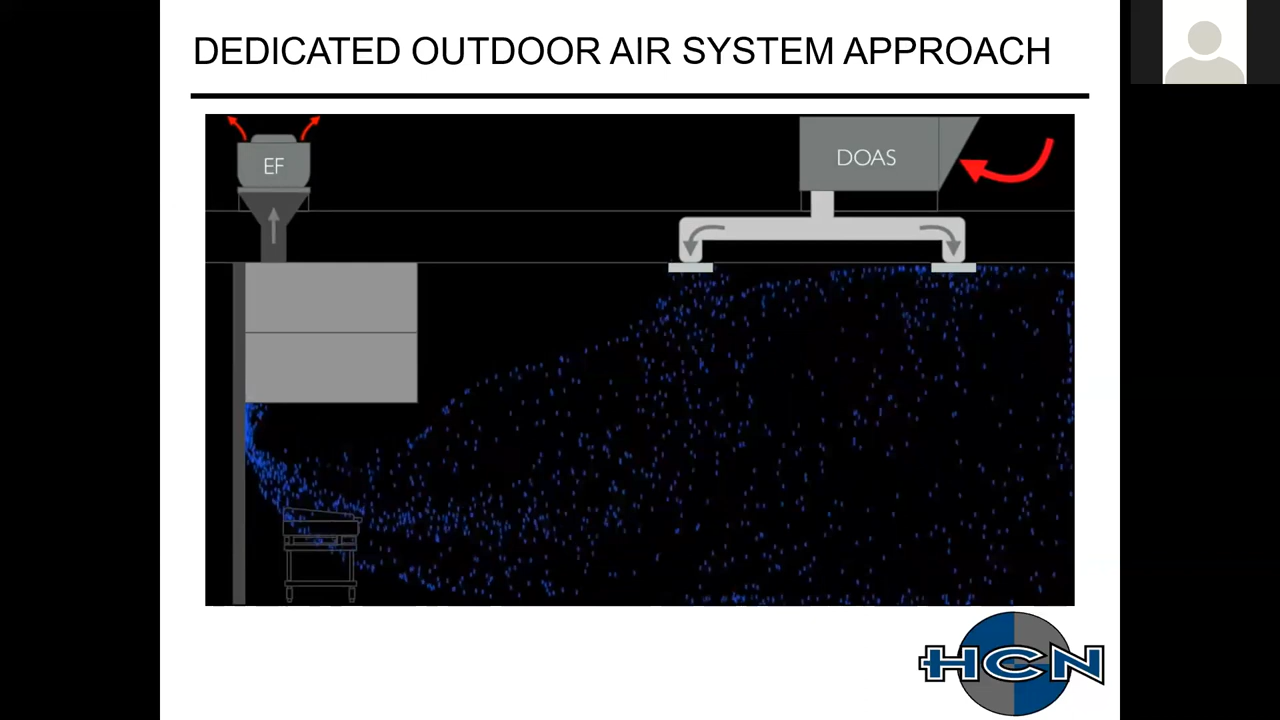 DEDICATED OUTDOOR AIR SYSTEM APPROACH
EF
DOAS
HCN